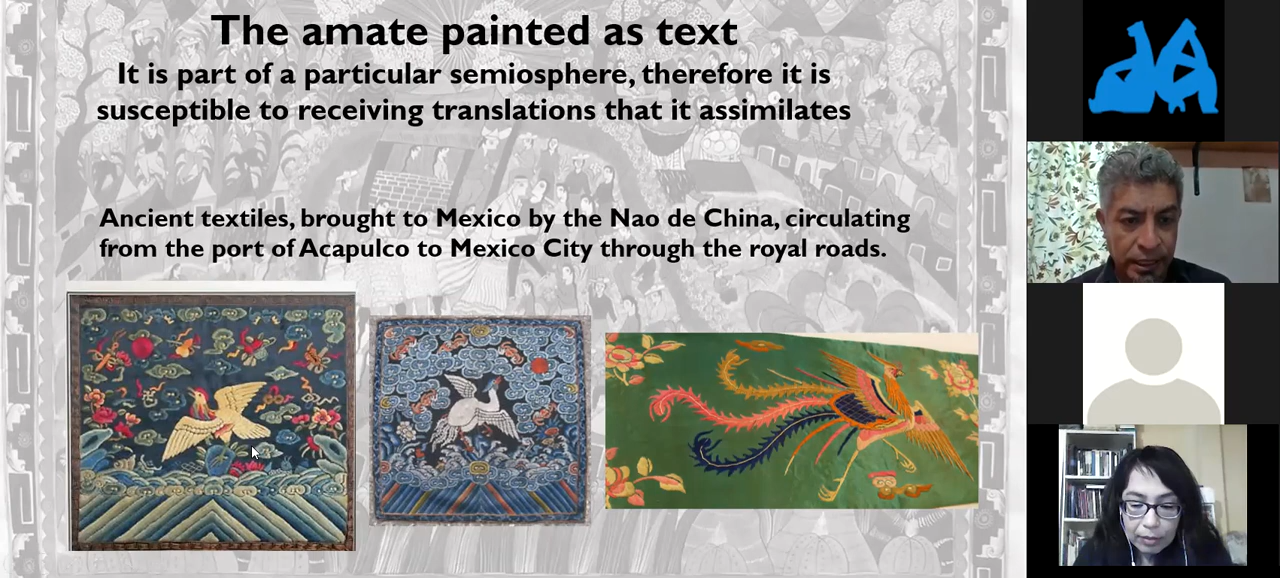 The amate painted as text
It is part of a particular semiosphere, therefore it is
susceptible to receiving translations that it assimilates
Ancient textiles, brought to Mexico by the Nao de China, circulating
from the port of Acapulco to Mexico City through the royal roads.